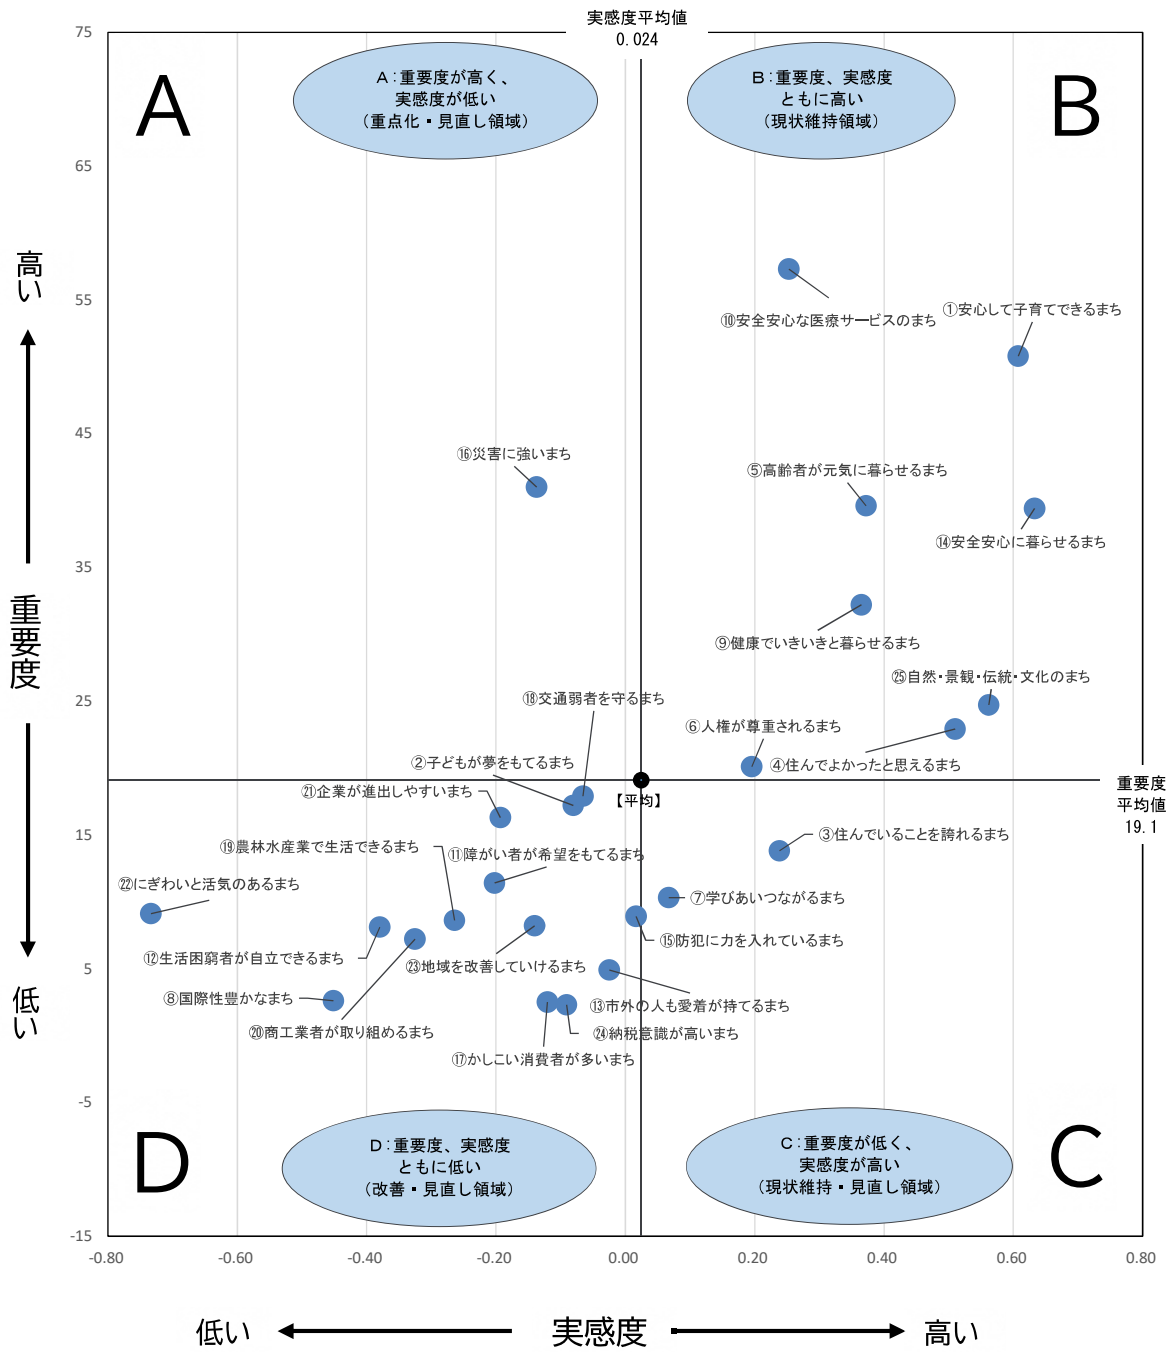 実感度平均値
0.024
75
65
55
45
35
25
15
5
-5
-15
A
A：重要度が高く、
実感度が低い
（重点化・見直し領域）
B：重要度、実感度
ともに高い
（現状維持領域）
B
高い
重要度
低い
⑩安全安心な医療サービスのまち
①安心して子育てできるまち
⑯災害に強いまち
⑤高齢者が元気に暮らせるまち
⑭安全安心に暮らせるまち
⑨健康でいきいきと暮らせるまち
㉕自然・景観・伝統・文化のまち
⑱交通弱者を守るまち
⑥人権が尊重されるまち
②子どもが夢をもてるまち
④住んでよかったと思えるまち
重要度
平均値
19.1
㉑企業が進出しやすいまち
【平均】
③住んでいることを誇れるまち
⑲農林水産業で生活できるまち
⑪障がい者が希望をもてるまち
㉒にぎわいと活気のあるまち
⑦学びあいつながるまち
⑮防犯に力を入れているまち
⑫生活困窮者が自立できるまち
㉓地域を改善していけるまち
⑧国際性豊かなまち
⑬市外の人も愛着が持てるまち
⑳商工業者が取り組めるまち
㉔納税意識が高いまち
⑰かしこい消費者が多いまち
D
D：重要度、実感度
ともに低い
（改善・見直し領域）
C：重要度が低く、
実感度が高い
（現状維持・見直し領域）
C
-0.80
-0.60
-0.40
-0.20
0.00
0.20
0.40
0.60
0.80
低い
実感度
高い